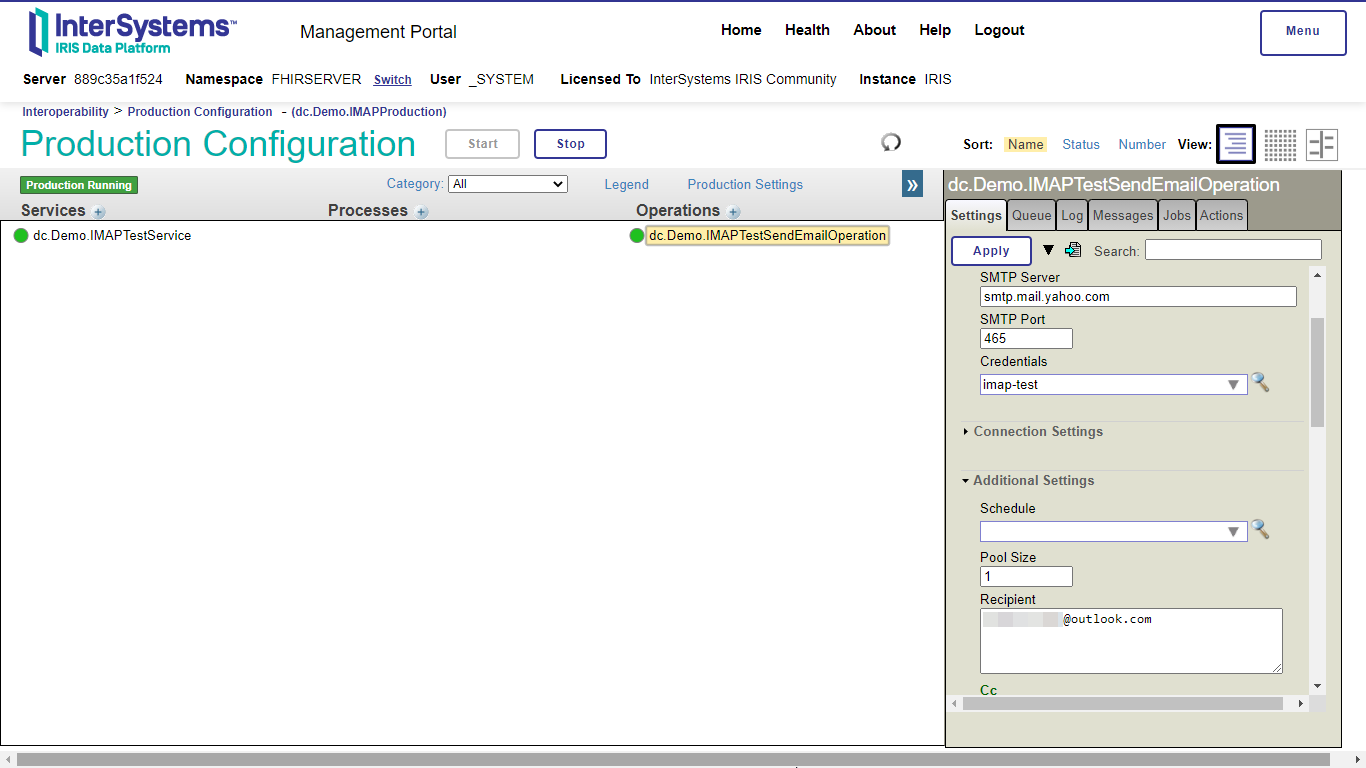 InterSystems™
IRIS Data Platform
Management Portal
Home Health About Help Logout
Menu
Server 889c35a1f524 Namespace FHIRSERVER Switch User _SYSTEM Licensed To InterSystems IRIS Community Instance IRIS
Interoperability > Production Configuration - (dc.Demo.IMAPProduction)
Production Configuration
Start
Stop
Sort: Name Status Number View:
Production Running
Category: All
Legend
Production Settings
»
Services +
Processes +
Operations +
dc.Demo.IMAPTestService
dc.Demo.IMAPTestSendEmailOperation
dc.Demo.IMAPTestSendEmailOperation
Settings Queue Log Messages Jobs Actions
Apply
Search:
SMTP Server
smtp.mail.yahoo.com
SMTP Port
465
Credentials
imap-test
Connection Settings
Additional Settings
Schedule
Pool Size
1
Recipient
@outlook.com
Cc